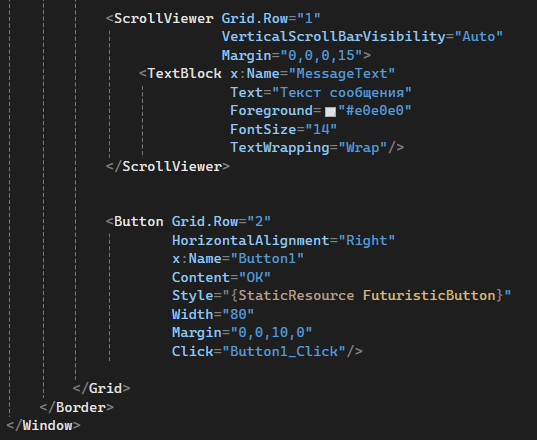 <ScrollViewer Grid.Row="1"
VerticalScrollBarVisibility="Auto"
Margin="0,0,0,15">
<TextBlock x:Name="MessageText"
Text="Текст сообщения"
Foreground="#e0e0e0"
FontSize="14"
TextWrapping="Wrap"/>
</ScrollViewer>
<Button Grid.Row="2"
HorizontalAlignment="Right"
x:Name="Button1"
Content="OK"
Style="{StaticResource FuturisticButton}"
Width="80"
Margin="0,0,10,0"
Click="Button1_Click"/>
</Grid>
</Border>
</Window>